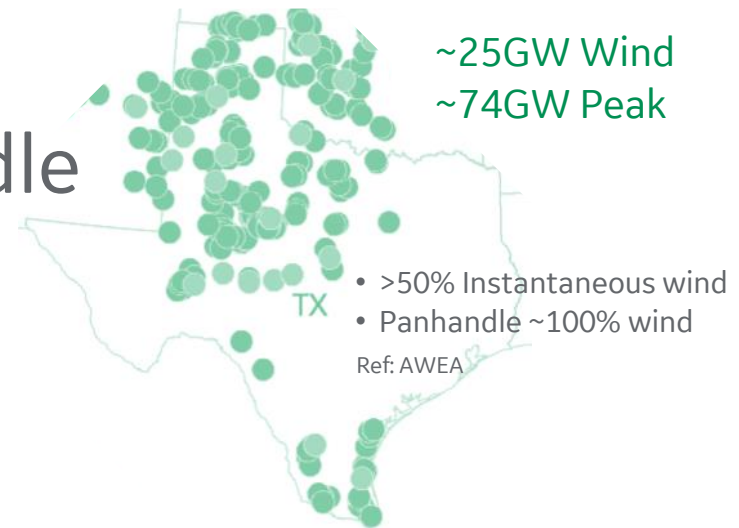 ~25GW Wind
~74GW Peak
dle
• >50% Instantaneous wind
• Panhandle ~100% wind
TX
Ref: AWEA